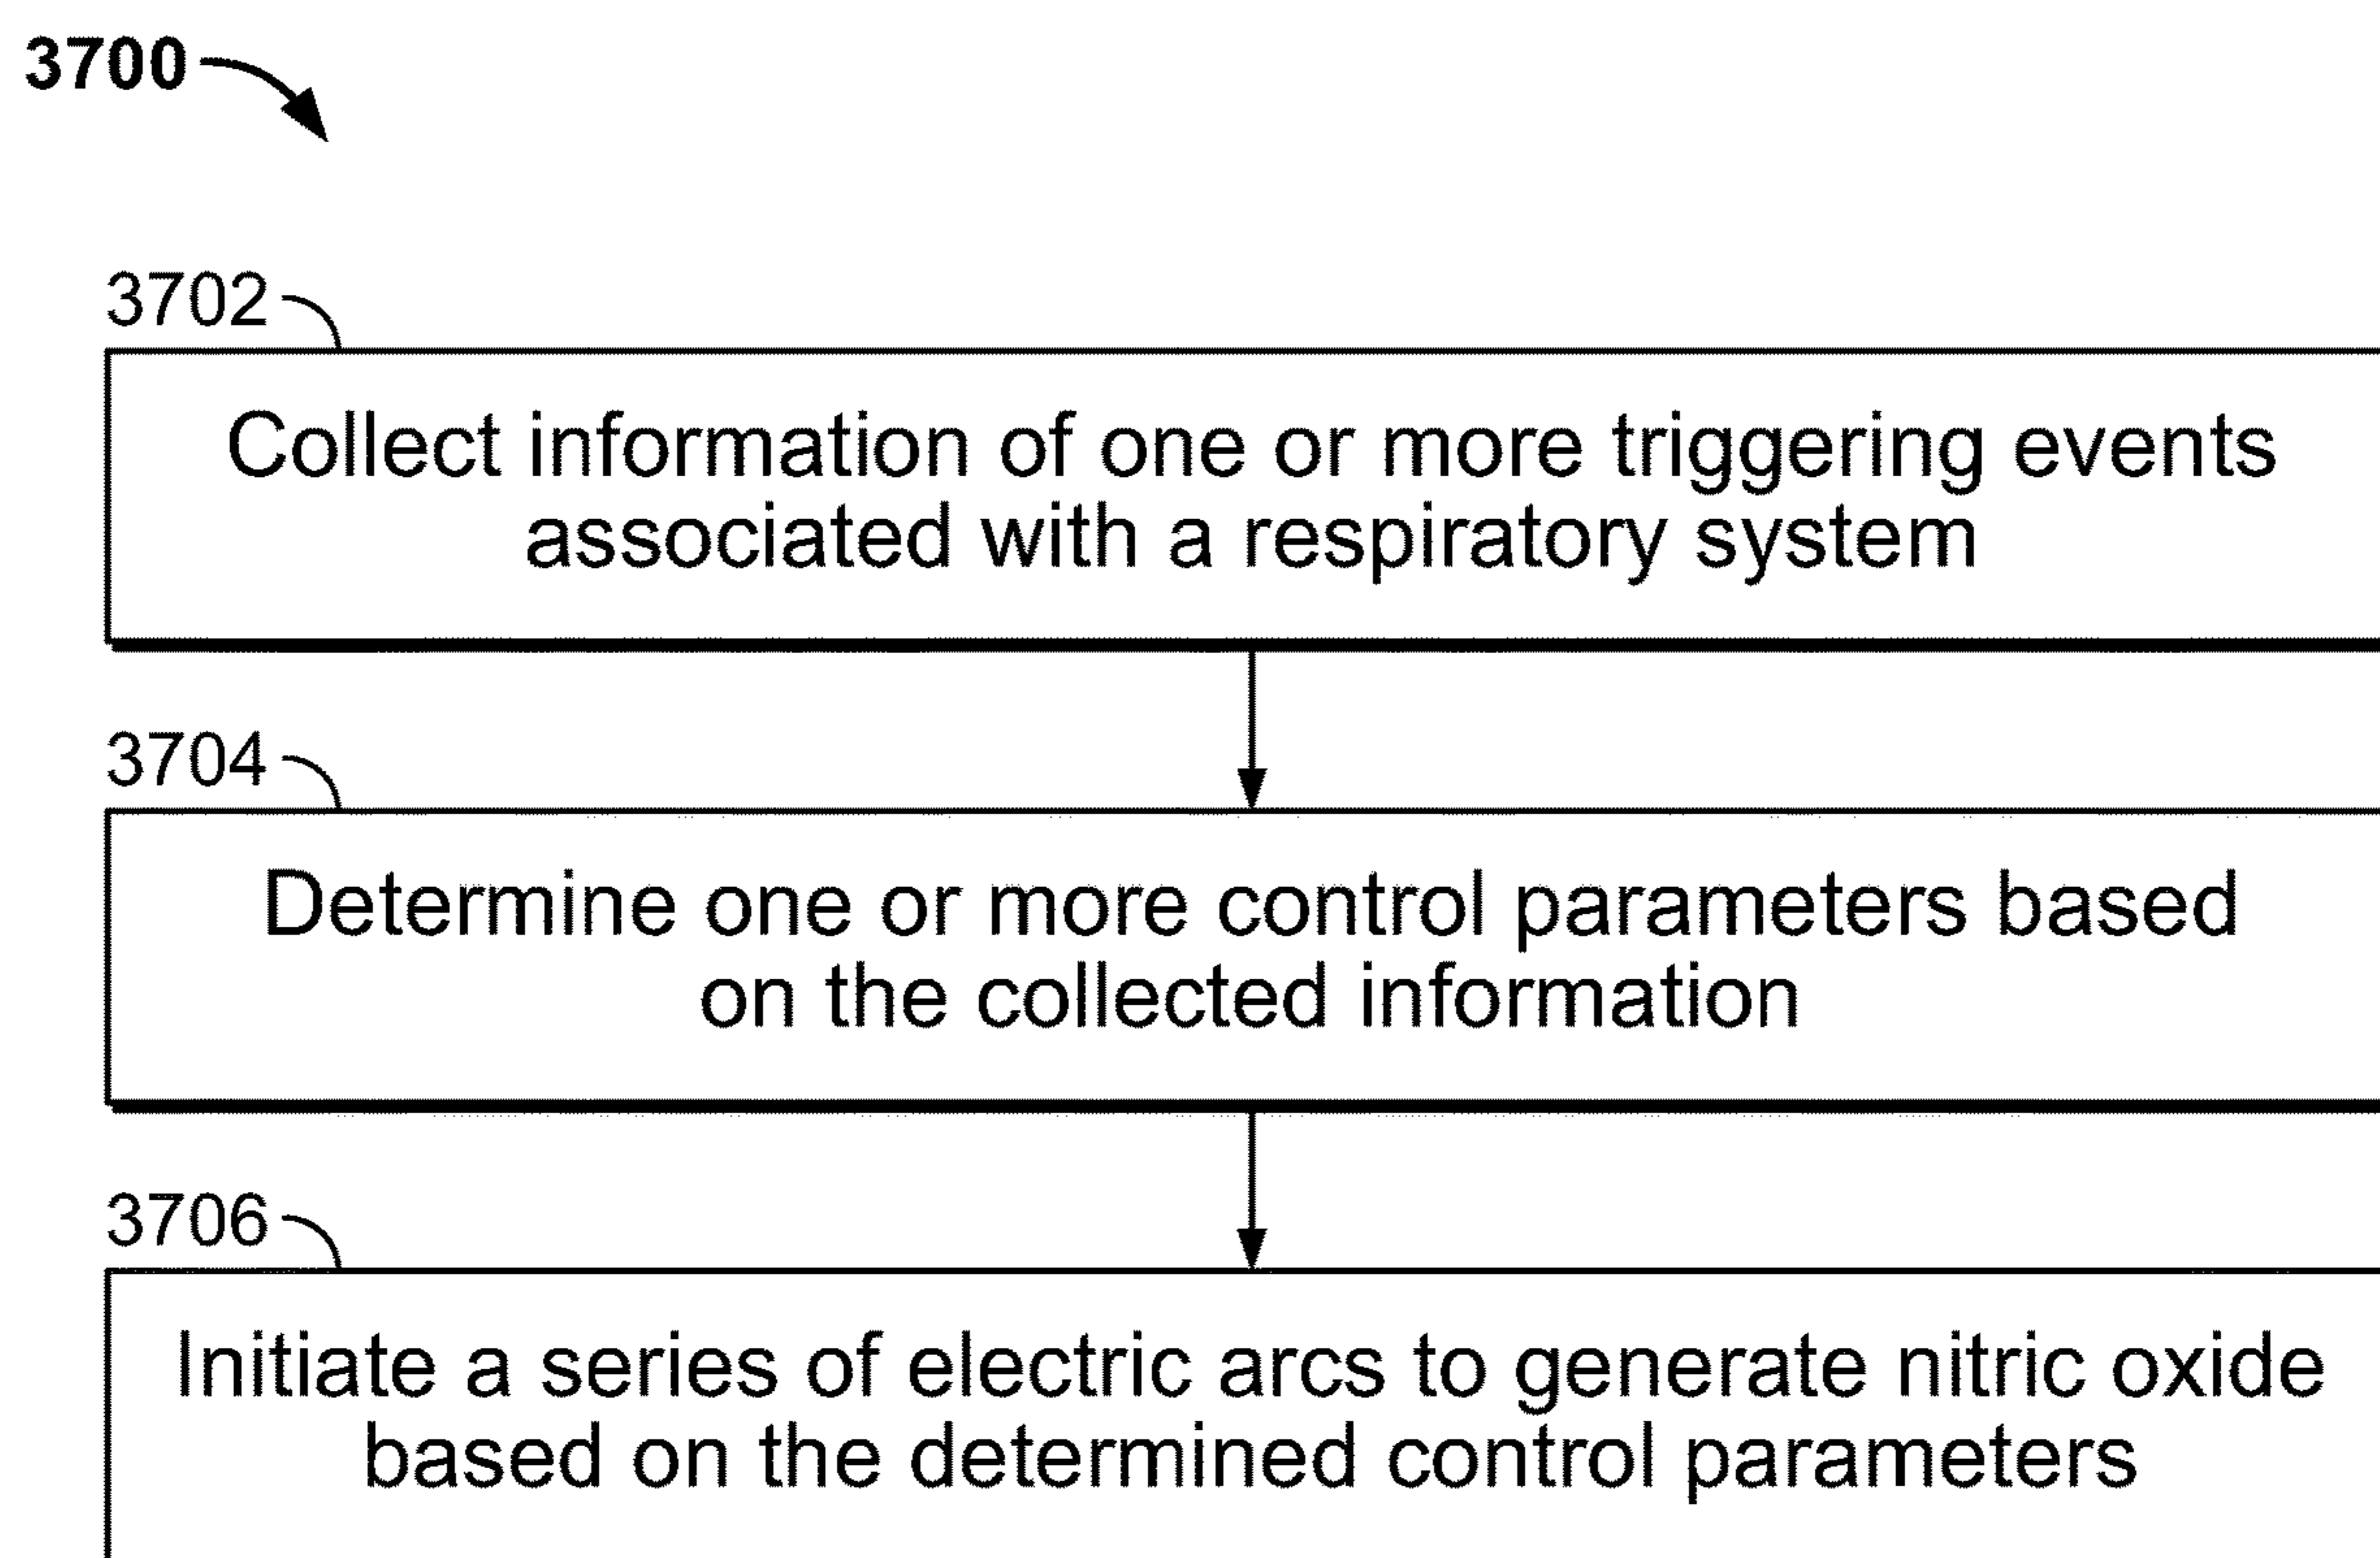 3700
3702
Collect information of one or more triggering events
associated with a respiratory system
3704
Determine one or more control parameters based
on the collected information
3706
Initiate a series of electric arcs to generate nitric oxide
based on the determined control parameters